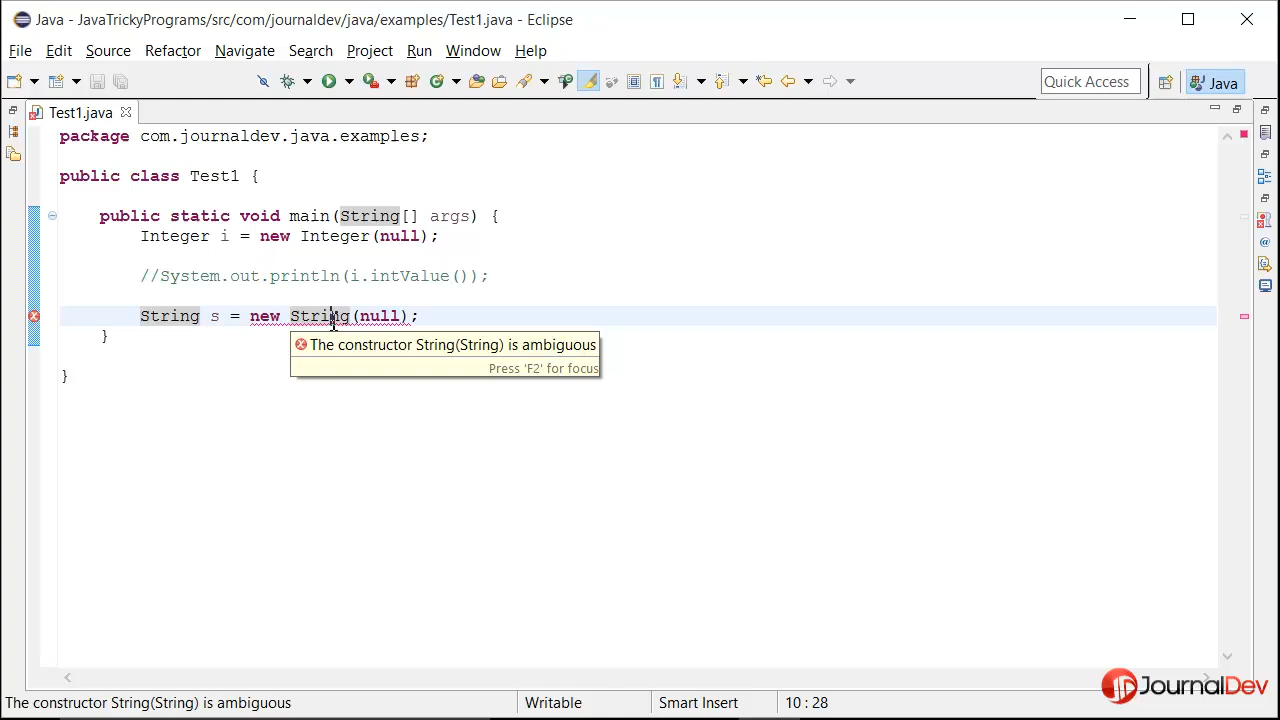 Java - JavaTrickyPrograms/src/com/journaldev/java/examples/Test1.java - Eclipse
File Edit Source Refactor Navigate Search Project Run Window Help
Quick Access Java
Test1.java
package com.journaldev.java.examples;
public class Test1 {
public static void main(String[] args) {
Integer i = new Integer(null);
//System.out.println(i.intValue());
String s = new String(null);
}
The constructor String(String) is ambiguous
Press 'F2' for focus
}
JournalDev
The constructor String(String) is ambiguous Writable Smart Insert 10 : 28